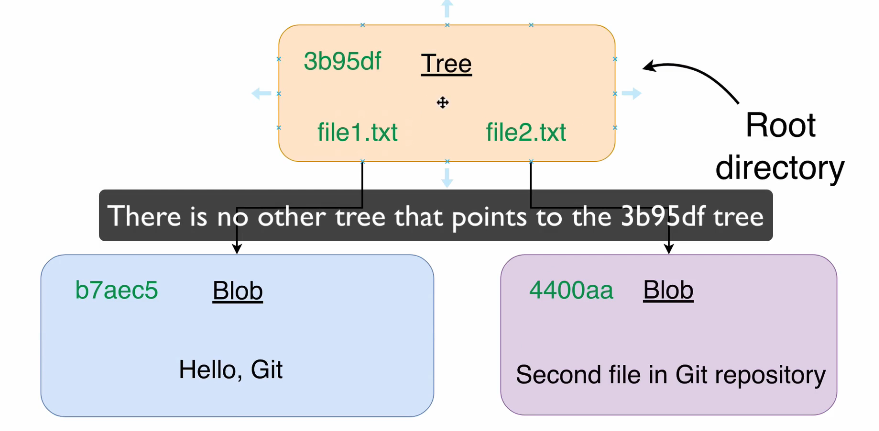 3b95df Tree
file1.txt file2.txt
Root
directory
There is no other tree that points to the 3b95df tree
b7aec5 Blob
Hello, Git
4400aa Blob
Second file in Git repository